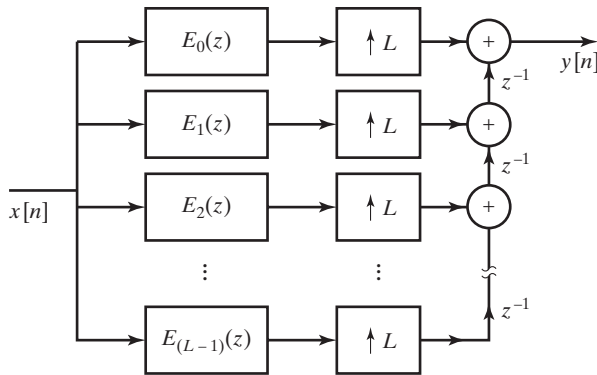 E_0(z) ↑ L + y[n]
z^{-1}
E_1(z) ↑ L +
z^{-1}
x[n] E_2(z) ↑ L +
⋮ ⋮
z^{-1}
E_{(L-1)}(z) ↑ L